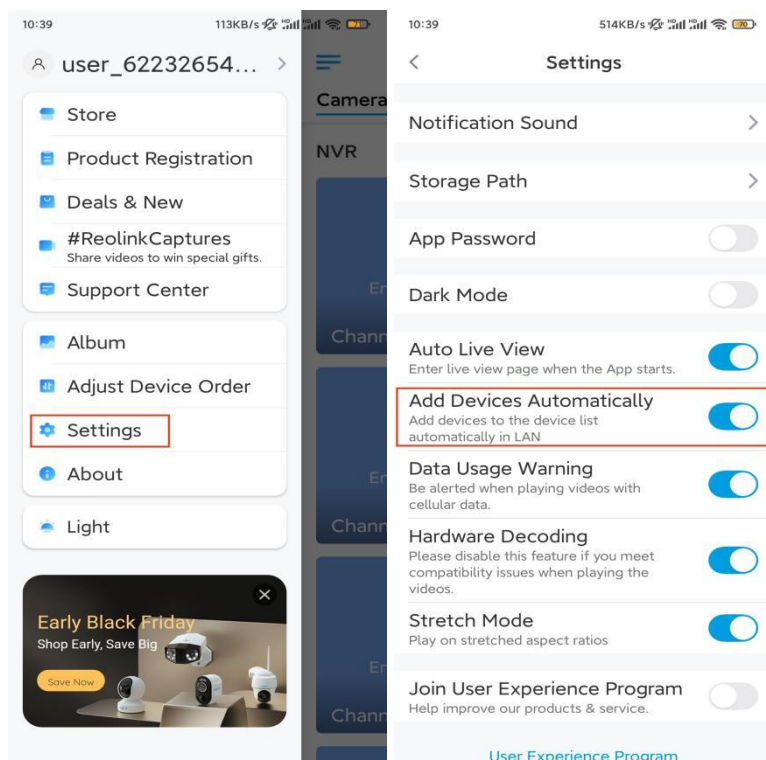 10:39
113KB/s
71
user_62232654...
Store
Product Registration
Deals & New
#ReolinkCaptures
Share videos to win special gifts.
Support Center
Album
Adjust Device Order
Settings
About
Light
Early Black Friday
Shop Early, Save Big
Save Now
Camera
NVR
Chann
Chann
Chann
10:39
514KB/s
70
Settings
Notification Sound
Storage Path
App Password
Dark Mode
Auto Live View
Enter live view page when the App starts.
Add Devices Automatically
Add devices to the device list
automatically in LAN
Data Usage Warning
Be alerted when playing videos with
cellular data.
Hardware Decoding
Please disable this feature if you meet
compatibility issues when playing the
videos.
Stretch Mode
Play on stretched aspect ratios
Join User Experience Program
Help improve our products & service.
User Experience Program